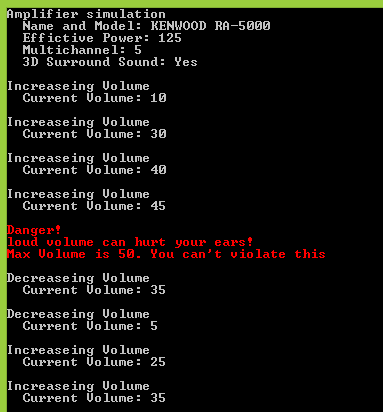 Amplifier simulation
Name and Model: KENWOOD RA-5000
Effictive Power: 125
Multichannel: 5
3D Surround Sound: Yes
Increaseing Volume
Current Volume: 10
Increaseing Volume
Current Volume: 30
Increaseing Volume
Current Volume: 40
Increaseing Volume
Current Volume: 45
Danger!
loud volume can hurt your ears!
Max Volume is 50. You can't violate this
Decreaseing Volume
Current Volume: 35
Decreaseing Volume
Current Volume: 5
Increaseing Volume
Current Volume: 25
Increaseing Volume
Current Volume: 35